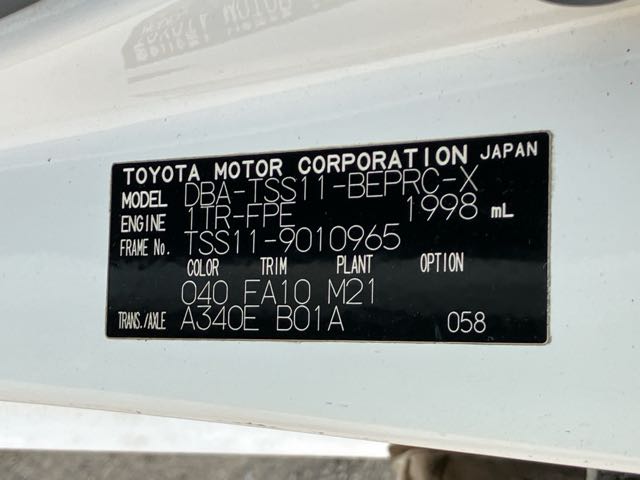 TOYOTA MOTOR CORPORATION JAPAN
MODEL DBA-TSS11-BEPRC-X
ENGINE 1TR-FPE 1998 mL
FRAME No. TSS11-9010965
COLOR TRIM PLANT OPTION
040 FA10 M21
TRANS./AXLE A340E B01A 058